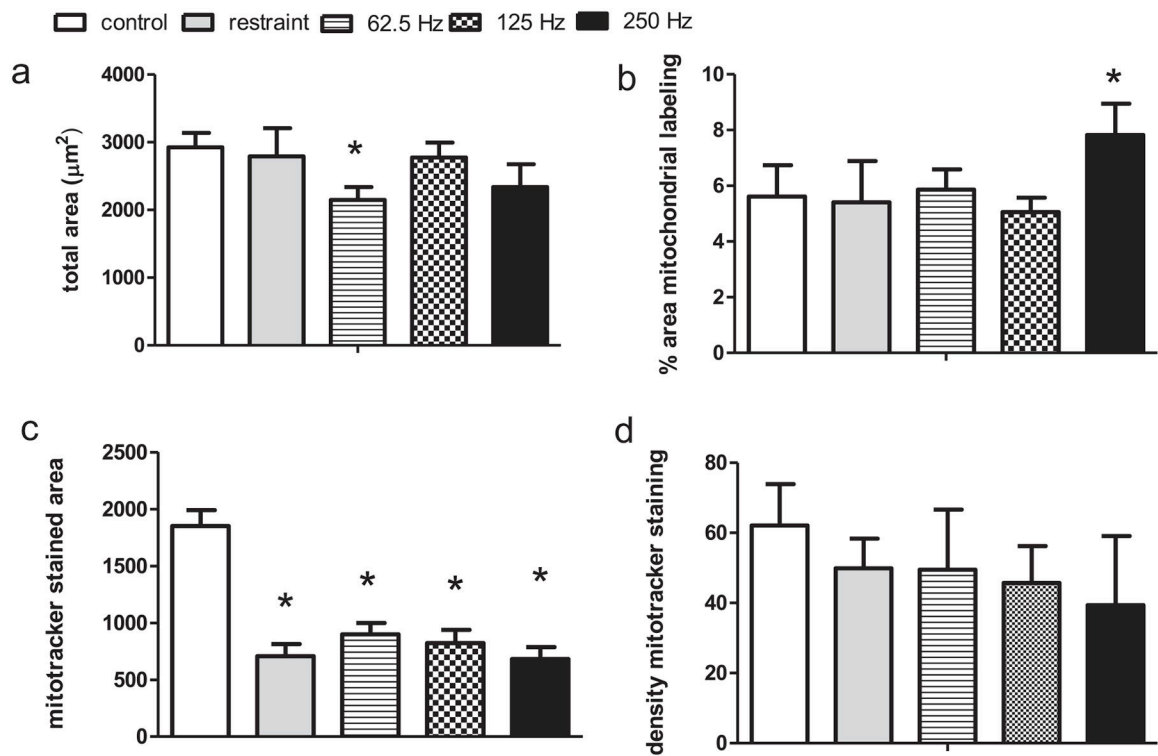 control restraint 62.5 Hz 125 Hz 250 Hz
a
total area (μm²)
4000
3000
2000
1000
0
*
b
% area mitochondrial labeling
10
8
6
4
2
0
*
c
mitotracker stained area
2500
2000
1500
1000
500
0
* * * *
d
density mitotracker staining
80
60
40
20
0